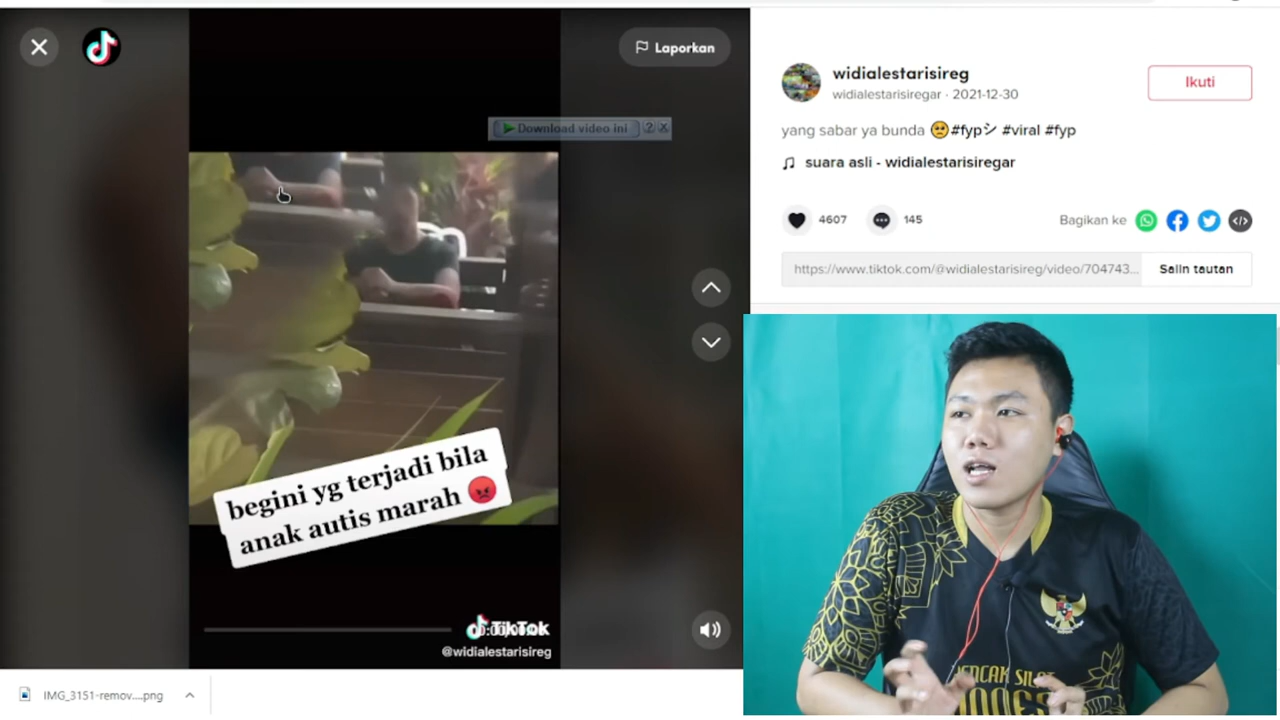 Laporkan
Download video ini
begini yg terjadi bila
anak autis marah 😡
TikTok
@widialestarisireg
widialestarisireg
widialestarisiregar · 2021-12-30
Ikuti
yang sabar ya bunda 🥺 #fypシ #viral #fyp
suara asli - widialestarisiregar
4607
145
Bagikan ke
https://www.tiktok.com/@widialestarisireg/video/704743...
Salin tautan
IMG_3151-remov....png